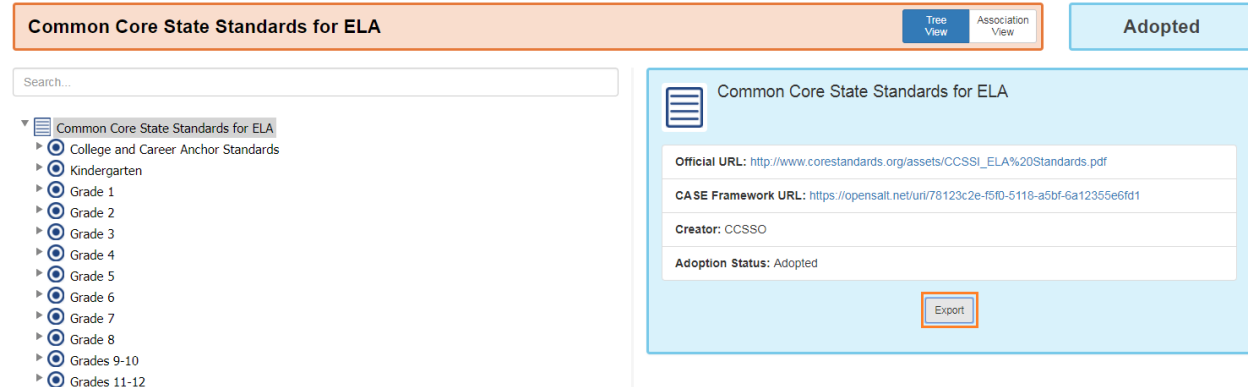 Common Core State Standards for ELA
Tree
View
Association
View
Adopted
Search...
Common Core State Standards for ELA
College and Career Anchor Standards
Kindergarten
Grade 1
Grade 2
Grade 3
Grade 4
Grade 5
Grade 6
Grade 7
Grade 8
Grades 9-10
Grades 11-12
Common Core State Standards for ELA
Official URL: http://www.corestandards.org/assets/CCSSI_ELA%20Standards.pdf
CASE Framework URL: https://opensalt.net/uri/78123c2e-f5f0-5118-a5bf-6a12355e6fd1
Creator: CCSSO
Adoption Status: Adopted
Export